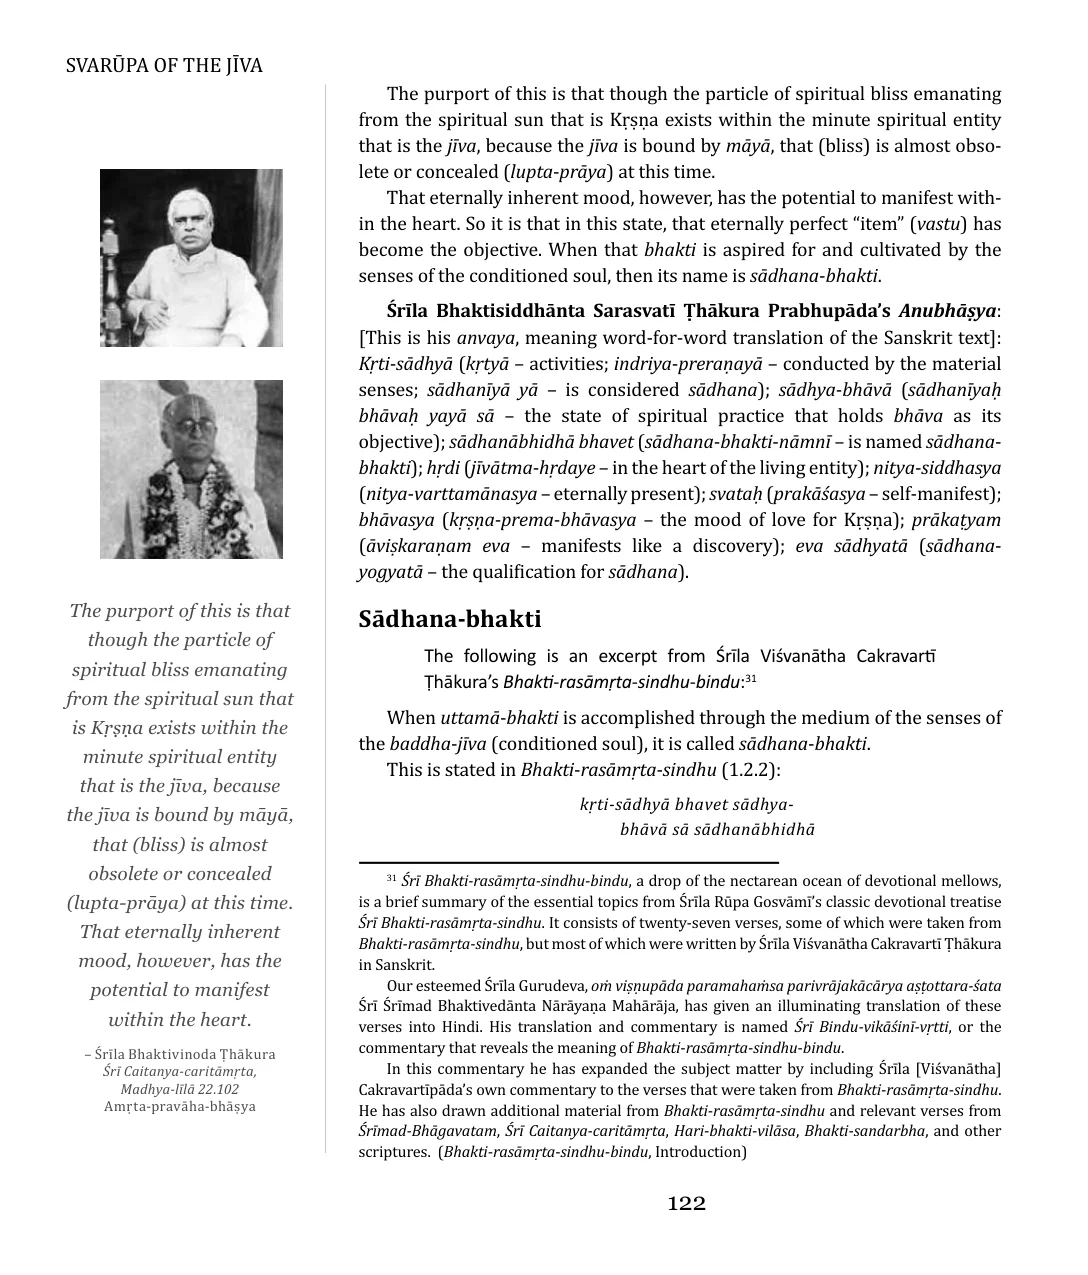 SVARŪPA OF THE JĪVA
The purport of this is that though the particle of spiritual bliss emanating
from the spiritual sun that is Kṛṣṇa exists within the minute spiritual entity
that is the jīva, because the jīva is bound by māyā, that (bliss) is almost obso-
lete or concealed (lupta-prāya) at this time.
That eternally inherent mood, however, has the potential to manifest with-
in the heart. So it is that in this state, that eternally perfect “item” (vastu) has
become the objective. When that bhakti is aspired for and cultivated by the
senses of the conditioned soul, then its name is sādhana-bhakti.
Śrīla Bhaktisiddhānta Sarasvatī Ṭhākura Prabhupāda’s Anubhāṣya:
[This is his anvaya, meaning word-for-word translation of the Sanskrit text]:
Kṛti-sādhyā (kṛtyā – activities; indriya-preraṇayā – conducted by the material
senses; sādhanīyā yā – is considered sādhana); sādhya-bhāvā (sādhanīyaḥ
bhāvaḥ yayā sā – the state of spiritual practice that holds bhāva as its
objective); sādhanābhidhā bhavet (sādhana-bhakti-nāmnī – is named sādhana-
bhakti); hṛdi (jīvātma-hṛdaye – in the heart of the living entity); nitya-siddhasya
(nitya-varttamānasya – eternally present); svataḥ (prakāśasya – self-manifest);
bhāvasya (kṛṣṇa-prema-bhāvasya – the mood of love for Kṛṣṇa); prākaṭyam
(āviṣkaraṇam eva – manifests like a discovery); eva sādhyatā (sādhana-
yogyatā – the qualification for sādhana).
Sādhana-bhakti
The following is an excerpt from Śrīla Viśvanātha Cakravartī
Ṭhākura’s Bhakti-rasāmṛta-sindhu-bindu:31
When uttamā-bhakti is accomplished through the medium of the senses of
the baddha-jīva (conditioned soul), it is called sādhana-bhakti.
This is stated in Bhakti-rasāmṛta-sindhu (1.2.2):
kṛti-sādhyā bhavet sādhya-
bhāvā sā sādhanābhidhā
31 Śrī Bhakti-rasāmṛta-sindhu-bindu, a drop of the nectarean ocean of devotional mellows,
is a brief summary of the essential topics from Śrīla Rūpa Gosvāmī’s classic devotional treatise
Śrī Bhakti-rasāmṛta-sindhu. It consists of twenty-seven verses, some of which were taken from
Bhakti-rasāmṛta-sindhu, but most of which were written by Śrīla Viśvanātha Cakravartī Ṭhākura
in Sanskrit.
Our esteemed Śrīla Gurudeva, oṁ viṣṇupāda paramahaṁsa parivrājakācārya aṣṭottara-śata
Śrī Śrīmad Bhaktivedānta Nārāyaṇa Mahārāja, has given an illuminating translation of these
verses into Hindi. His translation and commentary is named Śrī Bindu-vikāśinī-vṛtti, or the
commentary that reveals the meaning of Bhakti-rasāmṛta-sindhu-bindu.
In this commentary he has expanded the subject matter by including Śrīla [Viśvanātha]
Cakravartīpāda’s own commentary to the verses that were taken from Bhakti-rasāmṛta-sindhu.
He has also drawn additional material from Bhakti-rasāmṛta-sindhu and relevant verses from
Śrīmad-Bhāgavatam, Śrī Caitanya-caritāmṛta, Hari-bhakti-vilāsa, Bhakti-sandarbha, and other
scriptures. (Bhakti-rasāmṛta-sindhu-bindu, Introduction)
The purport of this is that
though the particle of
spiritual bliss emanating
from the spiritual sun that
is Kṛṣṇa exists within the
minute spiritual entity
that is the jīva, because
the jīva is bound by māyā,
that (bliss) is almost
obsolete or concealed
(lupta-prāya) at this time.
That eternally inherent
mood, however, has the
potential to manifest
within the heart.
– Śrīla Bhaktivinoda Ṭhākura
Śrī Caitanya-caritāmṛta,
Madhya-līlā 22.102
Amṛta-pravāha-bhāṣya
122